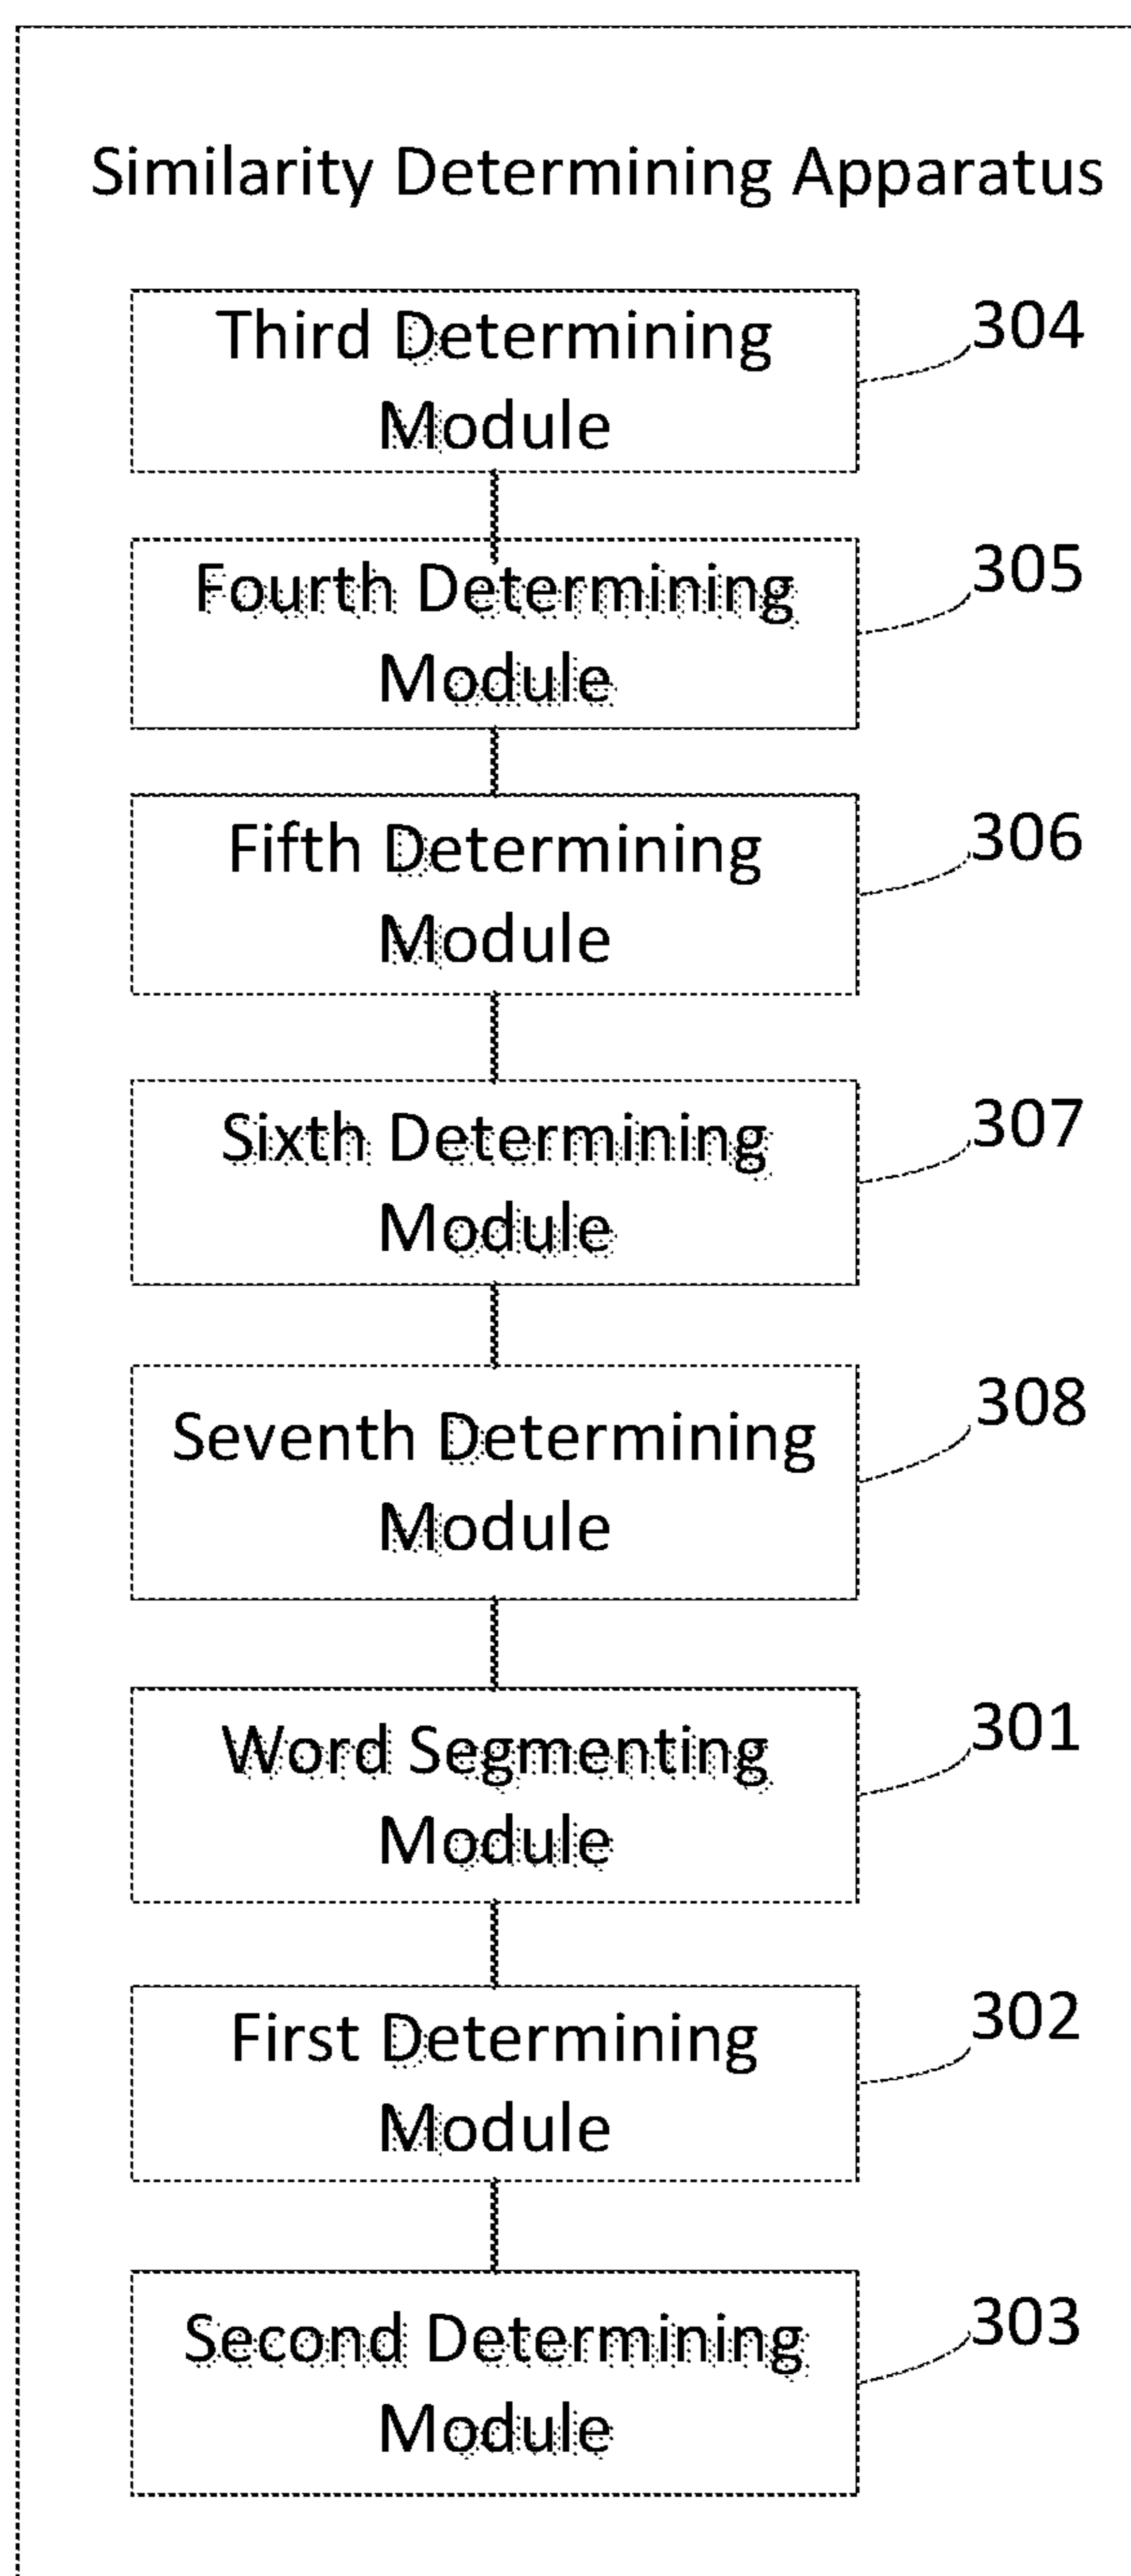 Similarity Determining Apparatus
Third Determining
Module
304
Fourth Determining
Module
305
Fifth Determining
Module
306
Sixth Determining
Module
307
Seventh Determining
Module
308
Word Segmenting
Module
301
First Determining
Module
302
Second Determining
Module
303